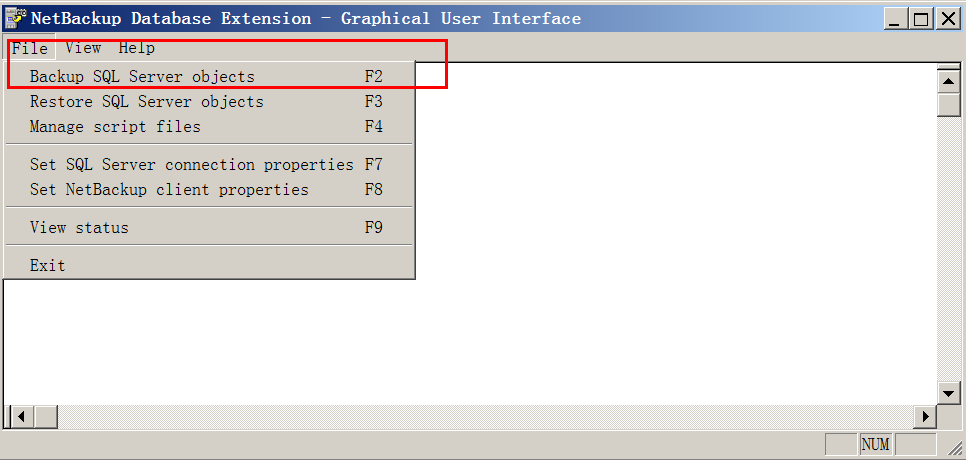 NetBackup Database Extension - Graphical User Interface
File View Help
Backup SQL Server objects F2
Restore SQL Server objects F3
Manage script files F4
Set SQL Server connection properties F7
Set NetBackup client properties F8
View status F9
Exit
NUM